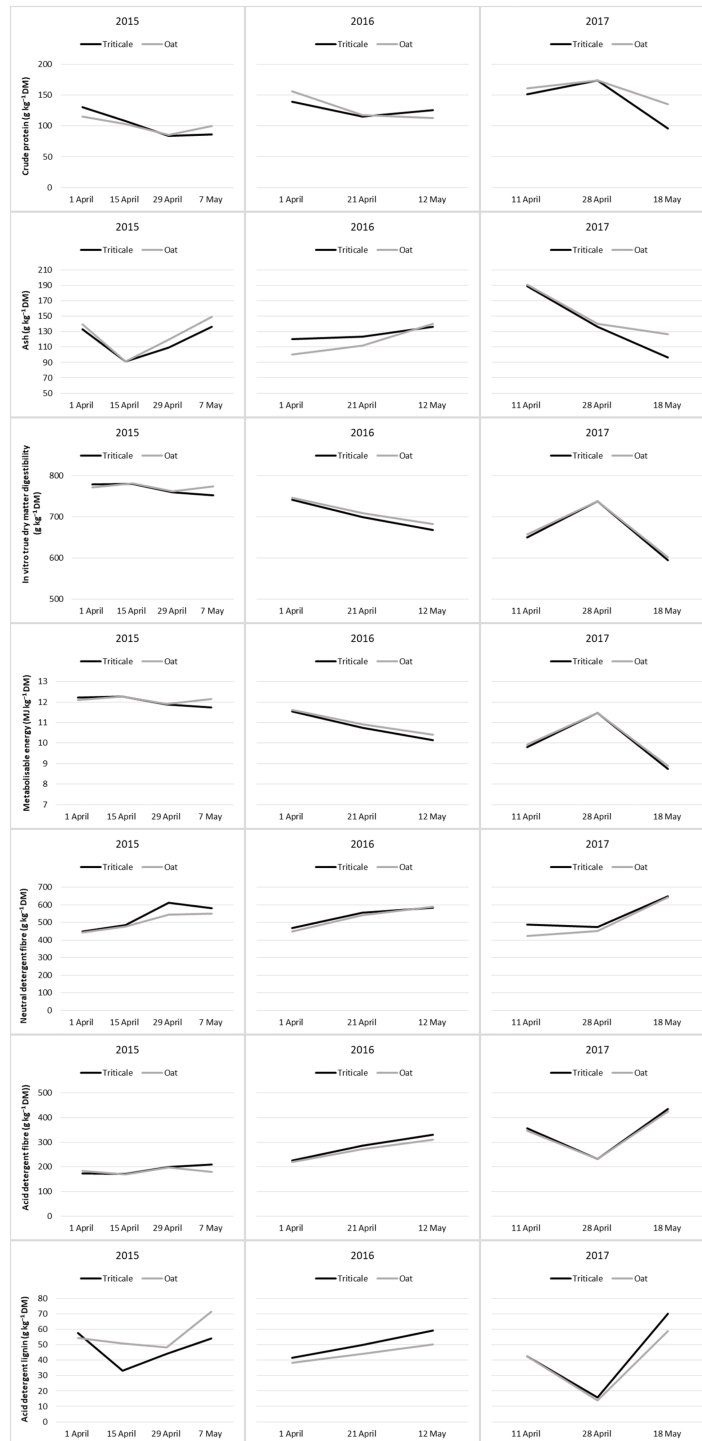 2015
Triticale Oat
Crude protein (g kg⁻¹ DM)
200
150
100
50
0
1 April 15 April 29 April 7 May
2016
Triticale Oat
1 April 21 April 12 May
2017
Triticale Oat
11 April 28 April 18 May
2015
Triticale Oat
Ash (g kg⁻¹ DM)
210
190
170
150
130
110
90
70
50
1 April 15 April 29 April 7 May
2016
Triticale Oat
1 April 21 April 12 May
2017
Triticale Oat
11 April 28 April 18 May
2015
Triticale Oat
In vitro true dry matter digestibility
(g kg⁻¹ DM)
800
700
600
500
1 April 15 April 29 April 7 May
2016
Triticale Oat
1 April 21 April 12 May
2017
Triticale Oat
11 April 28 April 18 May
2015
Triticale Oat
Metabolisable energy (MJ kg⁻¹ DM)
13
12
11
10
9
8
7
1 April 15 April 29 April 7 May
2016
Triticale Oat
1 April 21 April 12 May
2017
Triticale Oat
11 April 28 April 18 May
2015
Triticale Oat
Neutral detergent fibre (g kg⁻¹ DM)
700
600
500
400
300
200
100
0
1 April 15 April 29 April 7 May
2016
Triticale Oat
1 April 21 April 12 May
2017
Triticale Oat
11 April 28 April 18 May
2015
Triticale Oat
Acid detergent fibre (g kg⁻¹ DM))
500
400
300
200
100
0
1 April 15 April 29 April 7 May
2016
Triticale Oat
1 April 21 April 12 May
2017
Triticale Oat
11 April 28 April 18 May
2015
Triticale Oat
Acid detergent lignin (g kg⁻¹ DM)
80
70
60
50
40
30
20
10
0
1 April 15 April 29 April 7 May
2016
Triticale Oat
1 April 21 April 12 May
2017
Triticale Oat
11 April 28 April 18 May